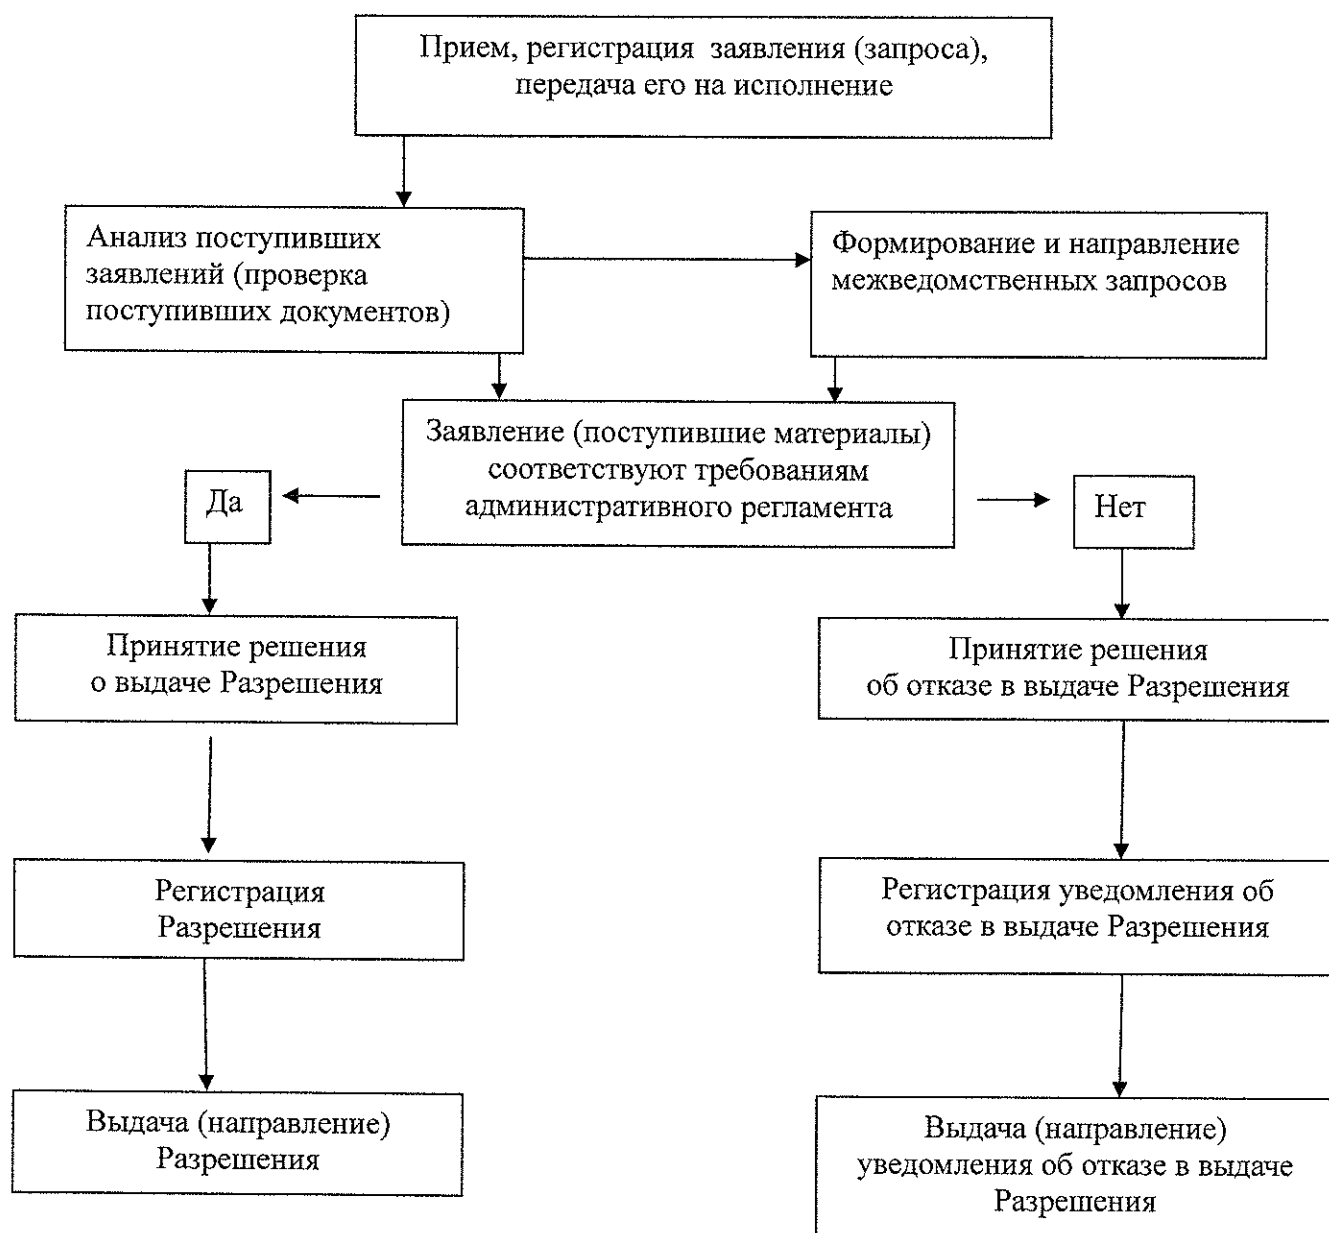 Прием, регистрация заявления (запроса),
передача его на исполнение
Анализ поступивших
заявлений (проверка
поступивших документов)
Формирование и направление
межведомственных запросов
Заявление (поступившие материалы)
соответствуют требованиям
административного регламента
Да
Нет
Принятие решения
о выдаче Разрешения
Принятие решения
об отказе в выдаче Разрешения
Регистрация
Разрешения
Регистрация уведомления об
отказе в выдаче Разрешения
Выдача (направление)
Разрешения
Выдача (направление)
уведомления об отказе в выдаче
Разрешения